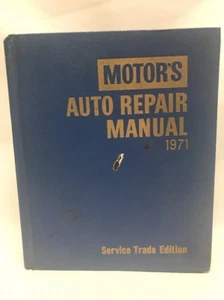 MOTOR'S
AUTO REPAIR
MANUAL
1971
Service Trade Edition